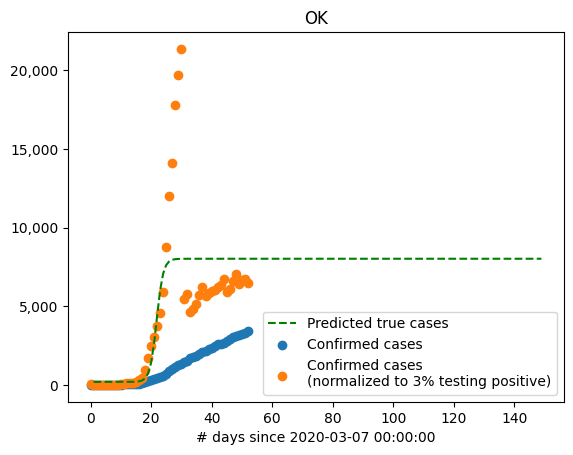 OK
20,000
15,000
10,000
5,000
0
Predicted true cases
Confirmed cases
Confirmed cases
(normalized to 3% testing positive)
0 20 40 60 80 100 120 140
# days since 2020-03-07 00:00:00